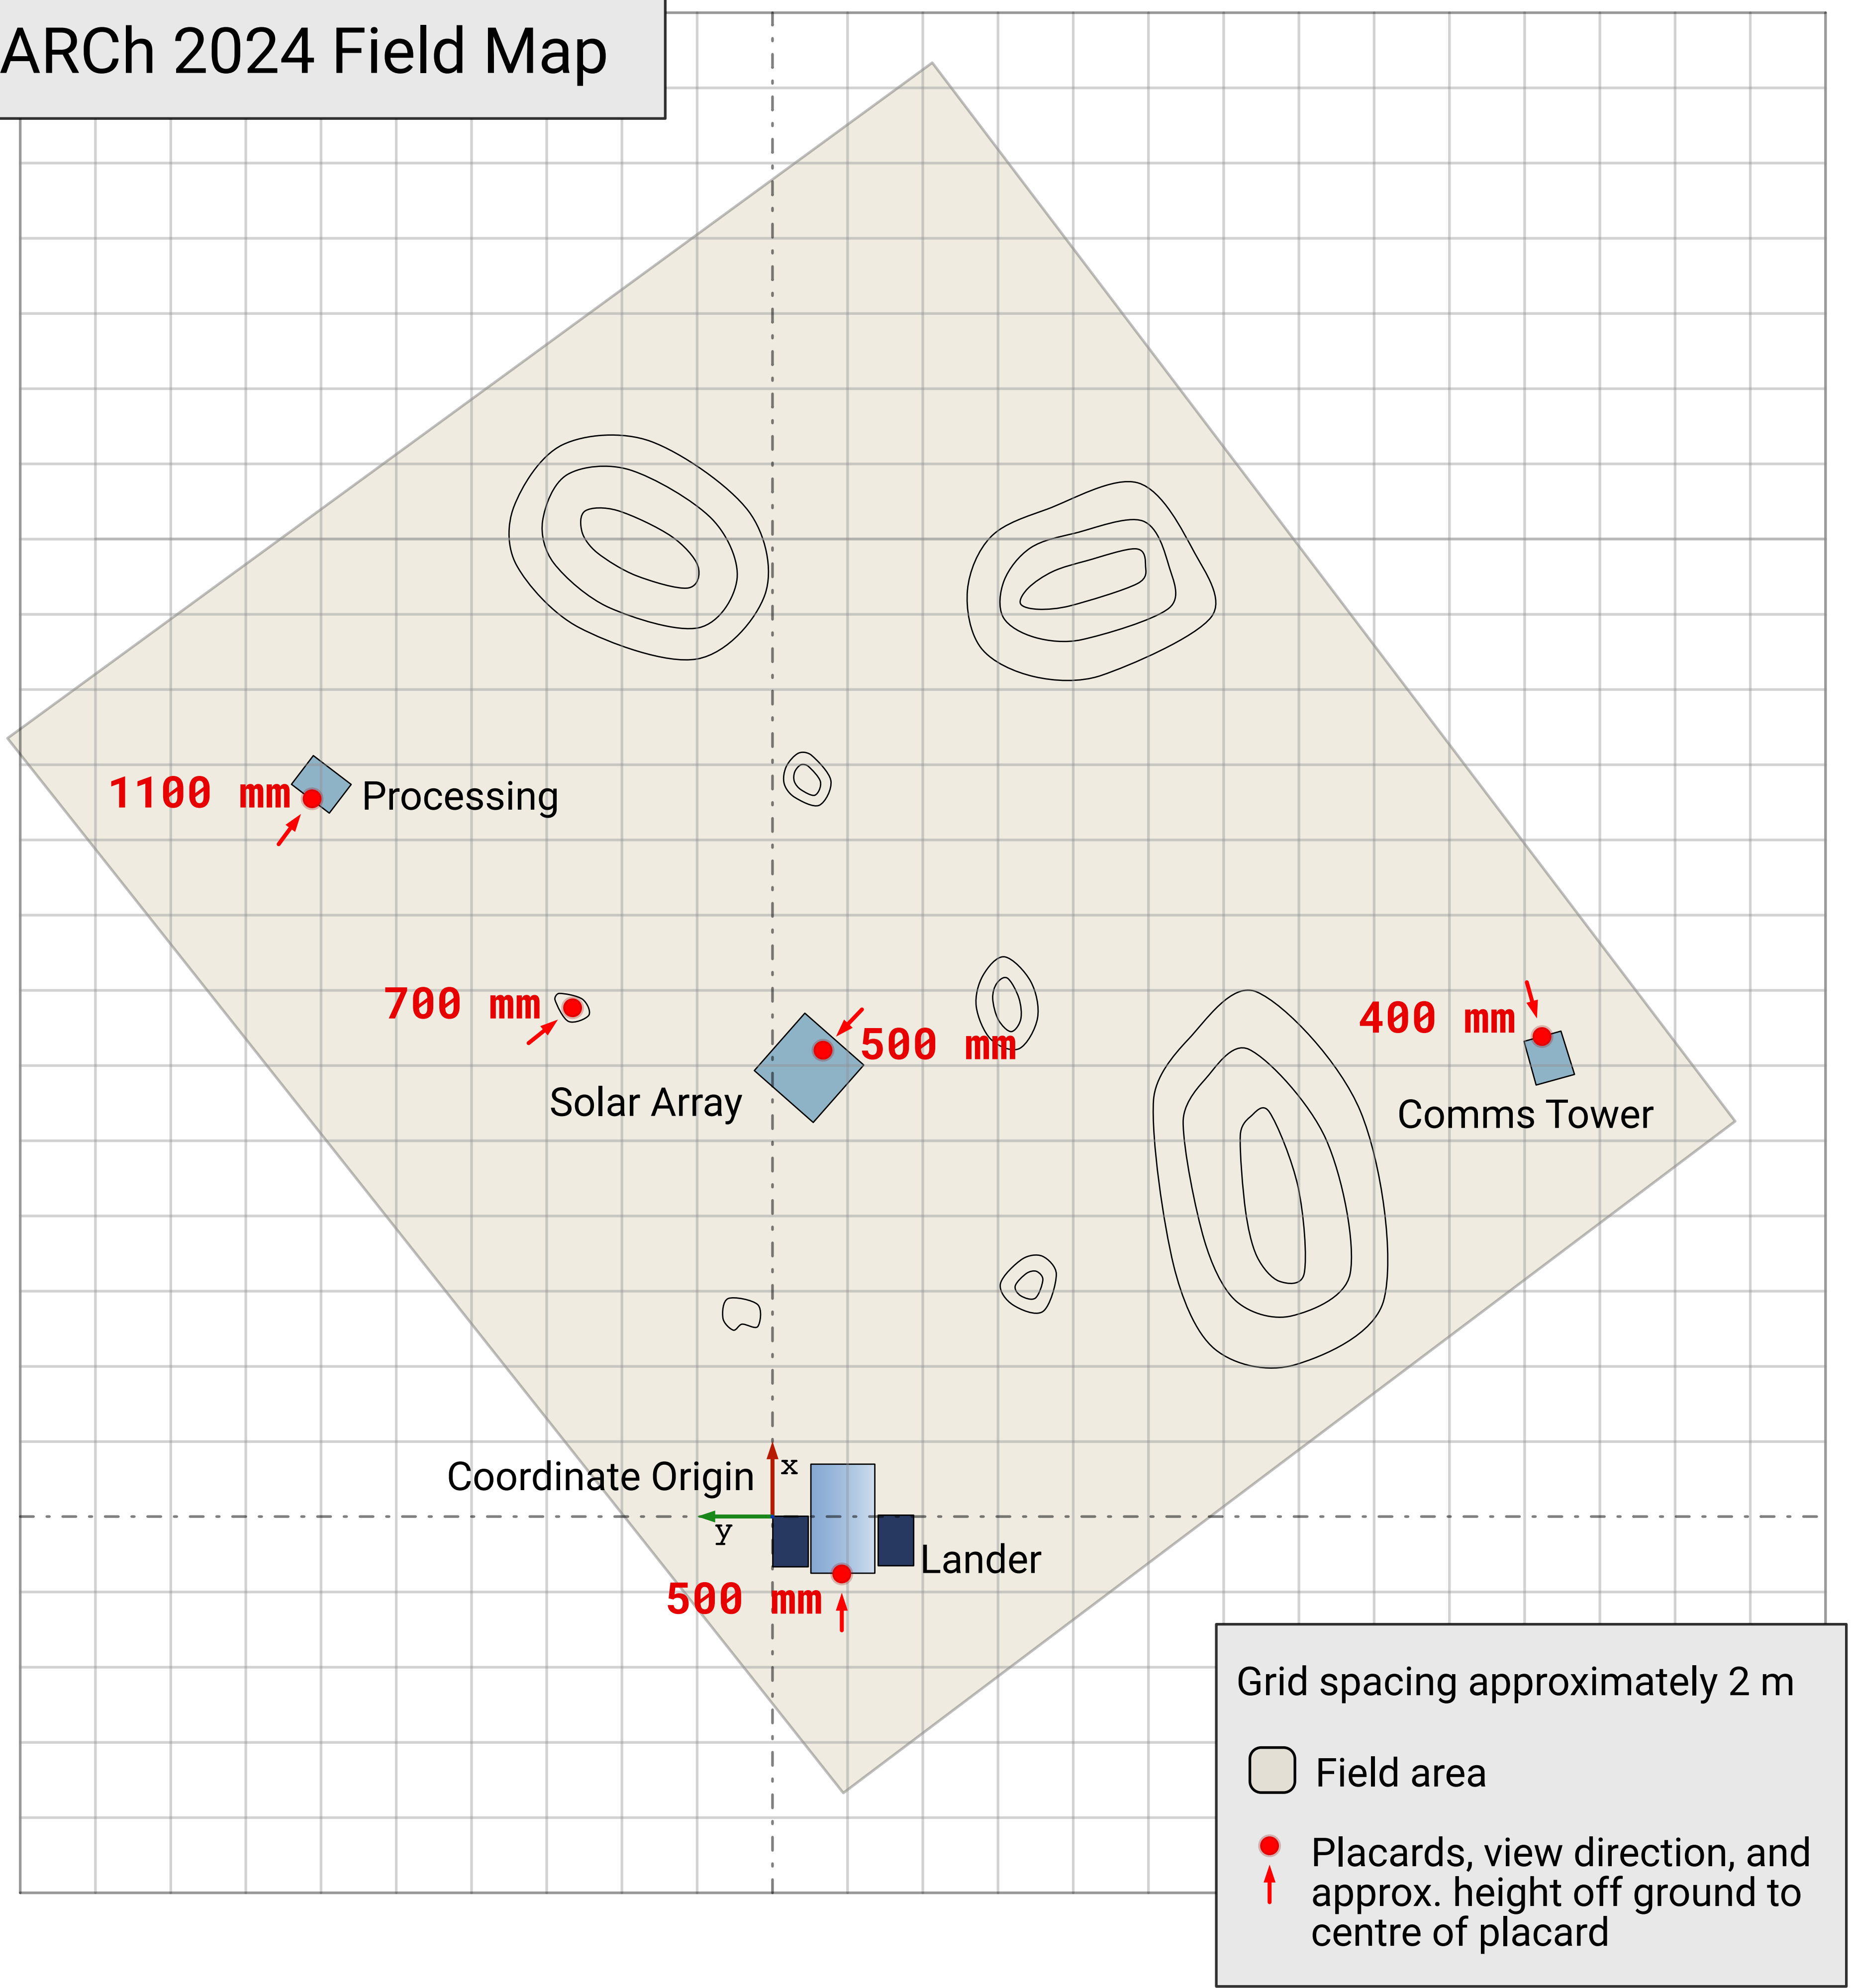 ARCh 2024 Field Map
1100 mm
Processing
700 mm
500 mm
400 mm
Solar Array
Comms Tower
Coordinate Origin
x
y
Lander
500 mm
Grid spacing approximately 2 m
Field area
Placards, view direction, and
approx. height off ground to
centre of placard